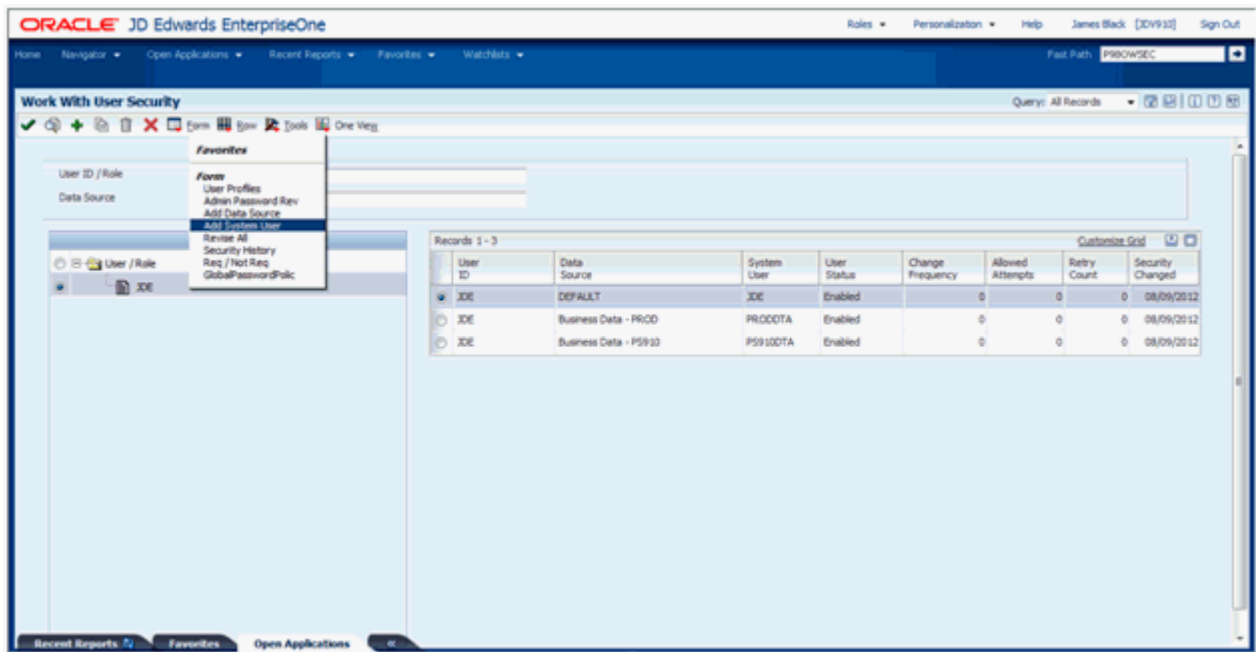 ORACLE JD Edwards EnterpriseOne
Roles Personalization Help James Black [JDV910] Sign Out
Home Navigator Open Applications Recent Reports Favorites Watchlists Fast Path P98OWSEC
Work With User Security
Query: All Records
Form Row Tools One View
Favorites
Form
User Profiles
Admin Password Rev
Add Data Source
Add System User
Revise All
Security History
Req / Not Req
GlobalPasswordPolic
User ID / Role
Data Source
User / Role
JDE
Records 1 - 3 Customize Grid
User ID Data Source System User User Status Change Frequency Allowed Attempts Retry Count Security Changed
JDE DEFAULT JDE Enabled 0 0 0 08/09/2012
JDE Business Data - PROD PRODDTA Enabled 0 0 0 08/09/2012
JDE Business Data - PS910 PS910DTA Enabled 0 0 0 08/09/2012
Recent Reports Favorites Open Applications «